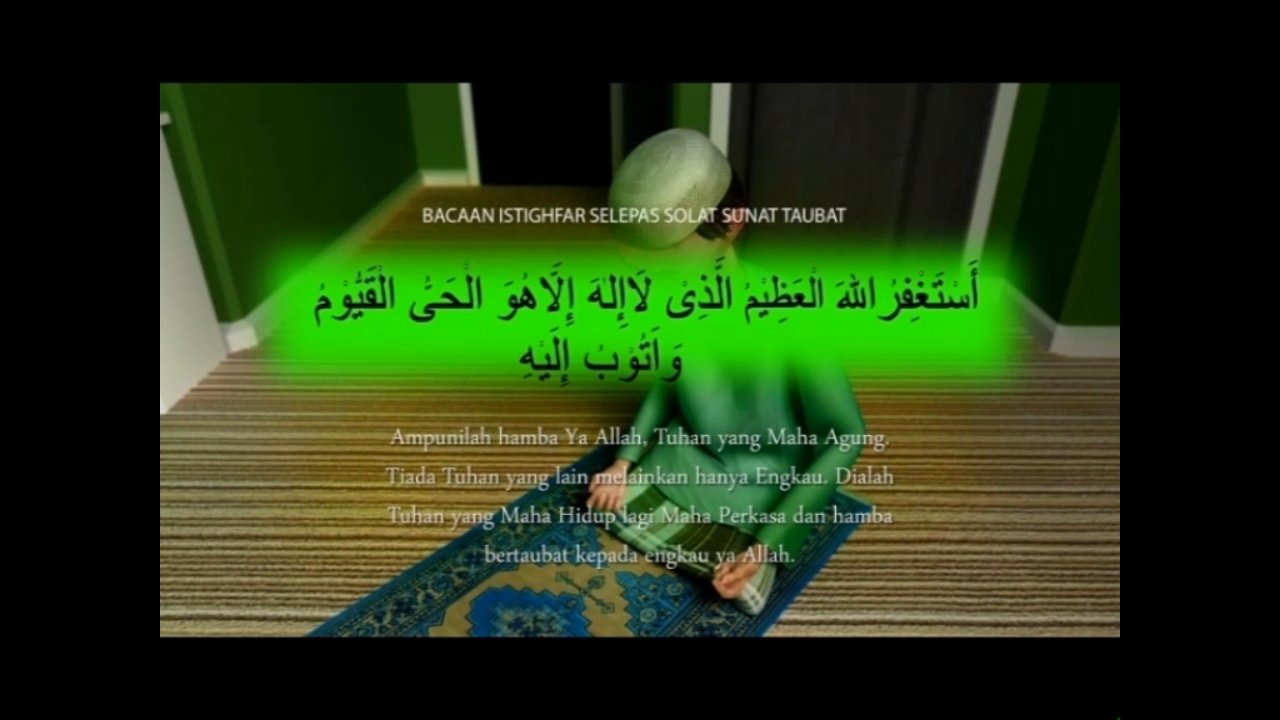 BACAAN ISTIGHFAR SELEPAS SOLAT SUNAT TAUBAT
أَسْتَغْفِرُ اللهَ الْعَظِيْمُ الَّذِىْ لَاإِلٰهَ إِلَّاهُوَ الْحَىُّ الْقَيُّوْمُ
وَاَتُوْبُ إِلَيْهِ
Ampunilah hamba Ya Allah, Tuhan yang Maha Agung.
Tiada Tuhan yang lain melainkan hanya Engkau. Dialah
Tuhan yang Maha Hidup lagi Maha Perkasa dan hamba
bertaubat kepada engkau ya Allah.